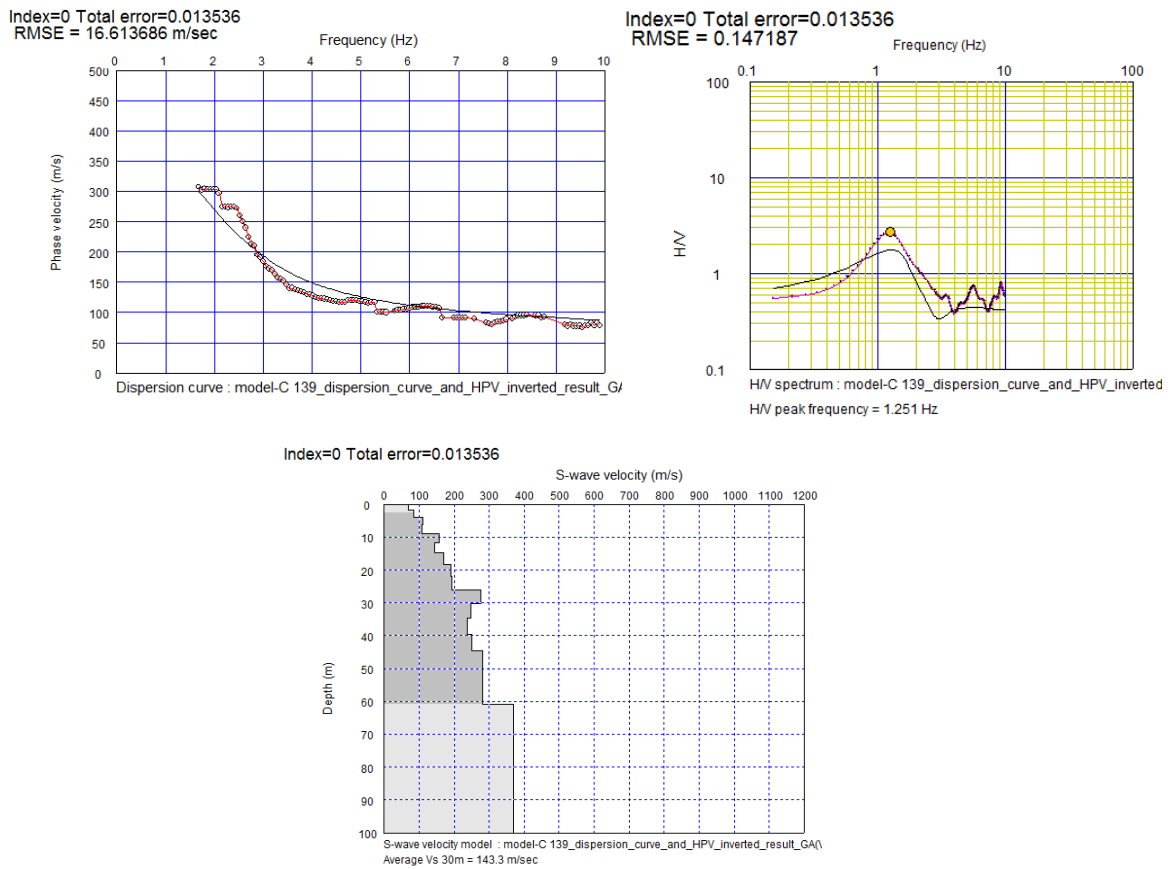 Index=0 Total error=0.013536
RMSE = 16.613686 m/sec
Frequency (Hz)
0 1 2 3 4 5 6 7 8 9 10
500
450
400
350
300
250
200
150
100
50
0
Phase velocity (m/s)
Dispersion curve : model-C 139_dispersion_curve_and_HPV_inverted_result_GA
Index=0 Total error=0.013536
RMSE = 0.147187
Frequency (Hz)
0.1 1 10 100
100
10
1
0.1
H/V
H/V spectrum : model-C 139_dispersion_curve_and_HPV_inverted
H/V peak frequency = 1.251 Hz
Index=0 Total error=0.013536
S-wave velocity (m/s)
0 100 200 300 400 500 600 700 800 900 1000 1100 1200
0
10
20
30
40
50
60
70
80
90
100
Depth (m)
S-wave velocity model : model-C 139_dispersion_curve_and_HPV_inverted_result_GA(
Average Vs 30m = 143.3 m/sec